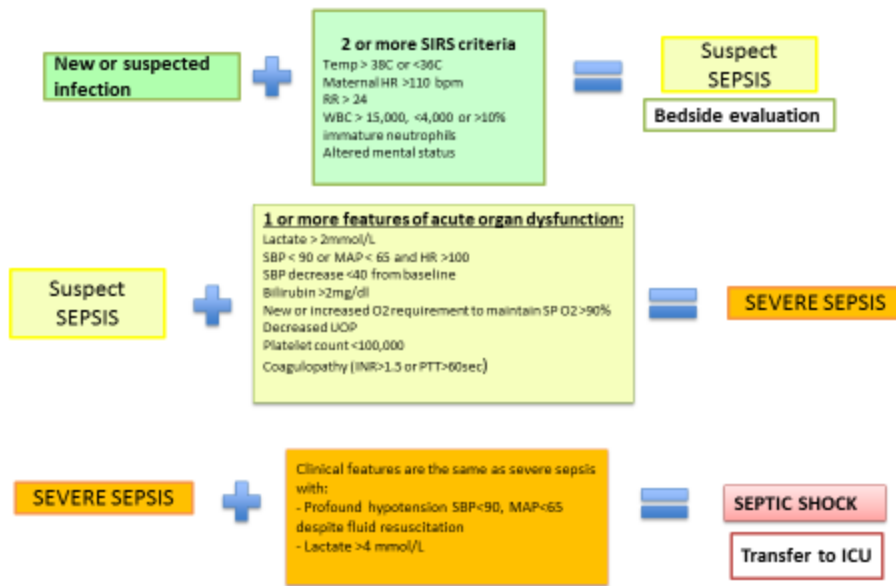 New or suspected
infection
2 or more SIRS criteria
Temp > 38C or <36C
Maternal HR >110 bpm
RR > 24
WBC > 15,000, <4,000 or >10%
immature neutrophils
Altered mental status
Suspect
SEPSIS
Bedside evaluation
Suspect
SEPSIS
1 or more features of acute organ dysfunction:
Lactate > 2mmol/L
SBP < 90 or MAP < 65 and HR >100
SBP decrease <40 from baseline
Bilirubin >2mg/dl
New or increased O2 requirement to maintain SP O2 >90%
Decreased UOP
Platelet count <100,000
Coagulopathy (INR>1.5 or PTT>60sec)
SEVERE SEPSIS
SEVERE SEPSIS
Clinical features are the same as severe sepsis
with:
- Profound hypotension SBP<90, MAP<65
despite fluid resuscitation
- Lactate >4 mmol/L
SEPTIC SHOCK
Transfer to ICU